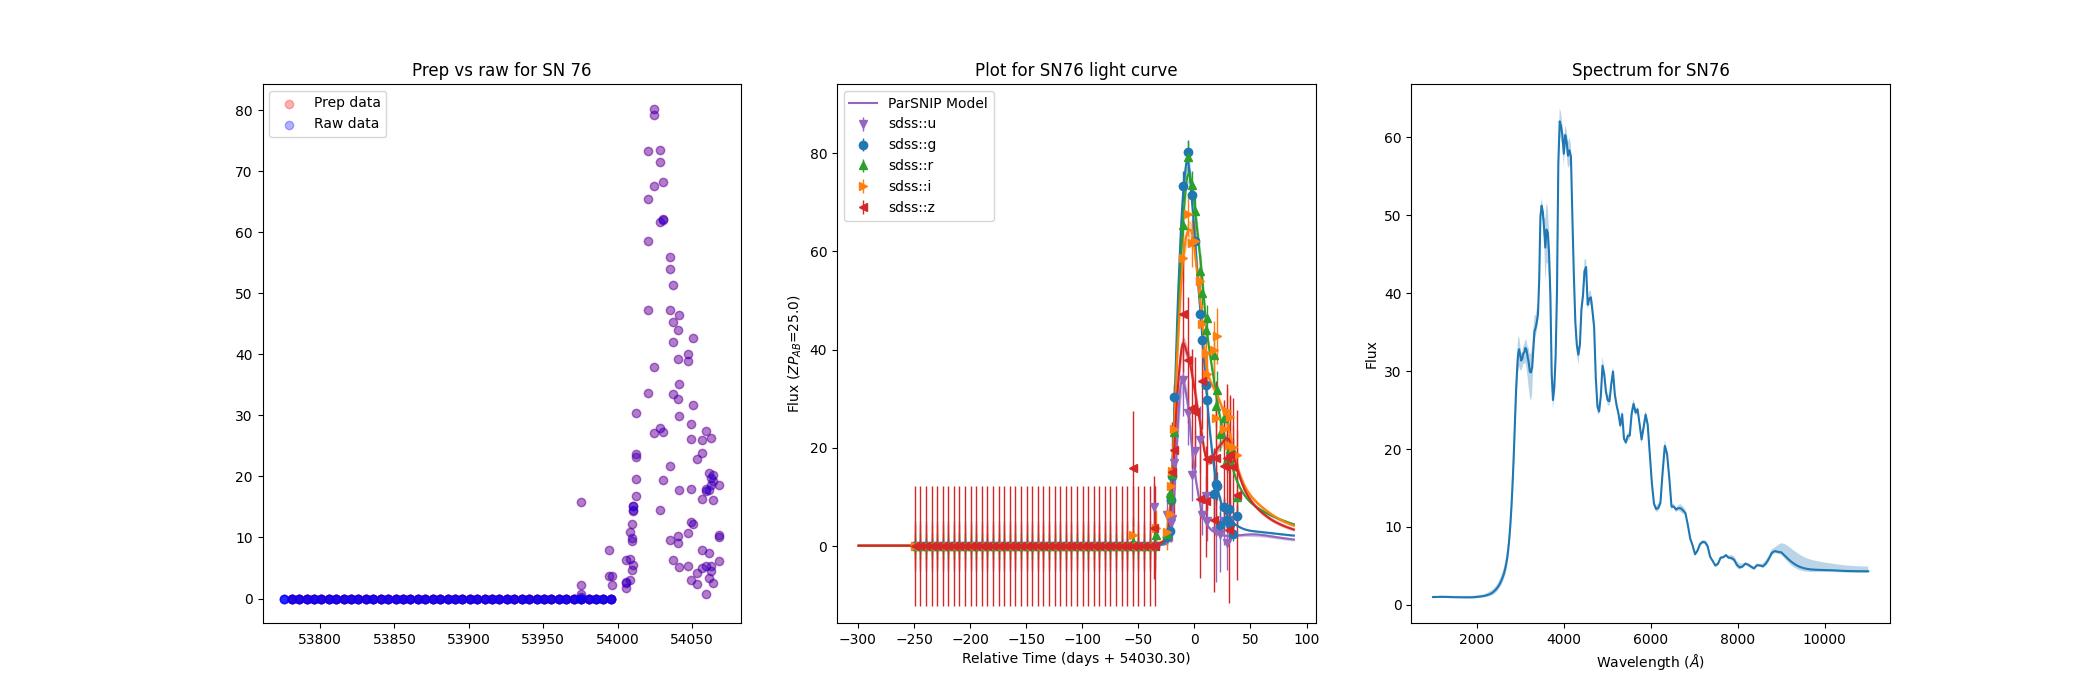 Prep vs raw for SN 76
Prep data
Raw data
80
70
60
50
40
30
20
10
0
53800 53850 53900 53950 54000 54050
Plot for SN76 light curve
ParSNIP Model
sdss::u
sdss::g
sdss::r
sdss::i
sdss::z
Flux (ZP_AB=25.0)
80
60
40
20
0
−300 −250 −200 −150 −100 −50 0 50 100
Relative Time (days + 54030.30)
Spectrum for SN76
Flux
60
50
40
30
20
10
0
2000 4000 6000 8000 10000
Wavelength (Å)